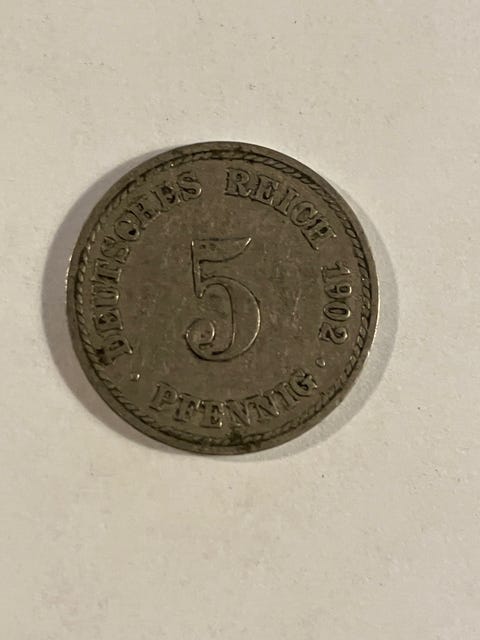 DEUTSCHES REICH 1902
5
PFENNIG